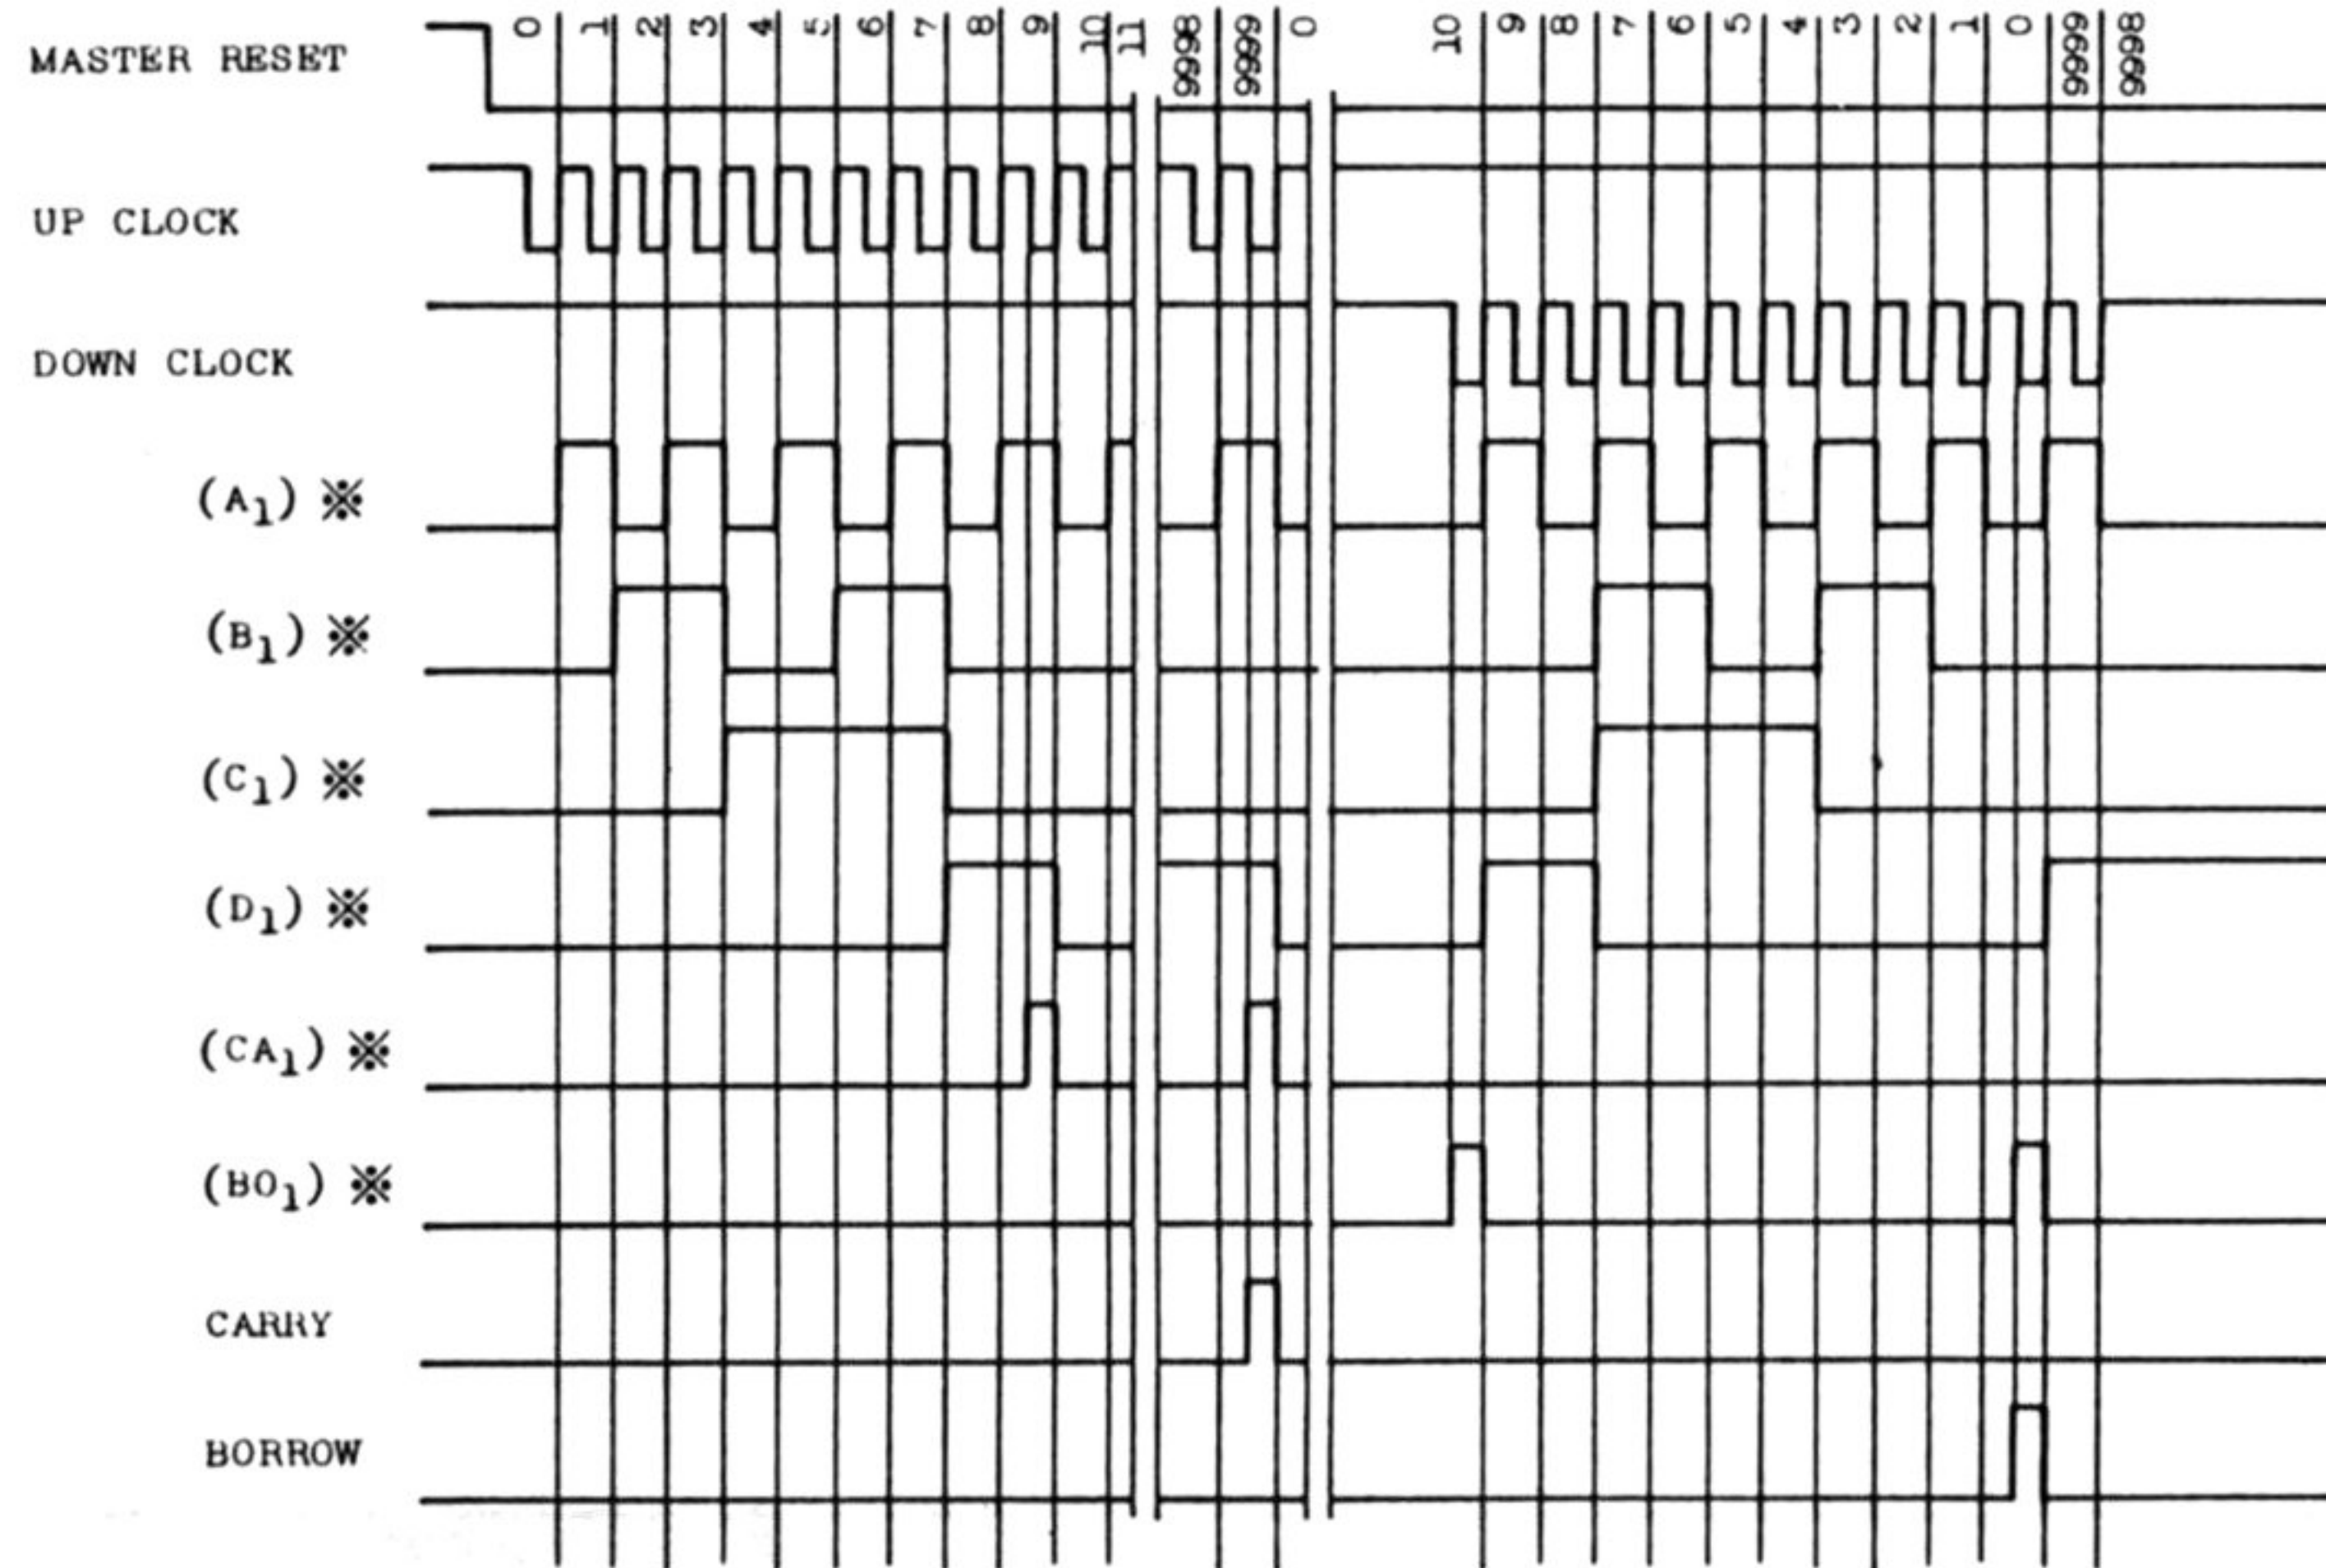 MASTER RESET
0 1 2 3 4 5 6 7 8 9 10 11 9998 9999 0 10 9 8 7 6 5 4 3 2 1 0 9999 9998
UP CLOCK
DOWN CLOCK
(A1) ※
(B1) ※
(C1) ※
(D1) ※
(CA1) ※
(BO1) ※
CARRY
BORROW